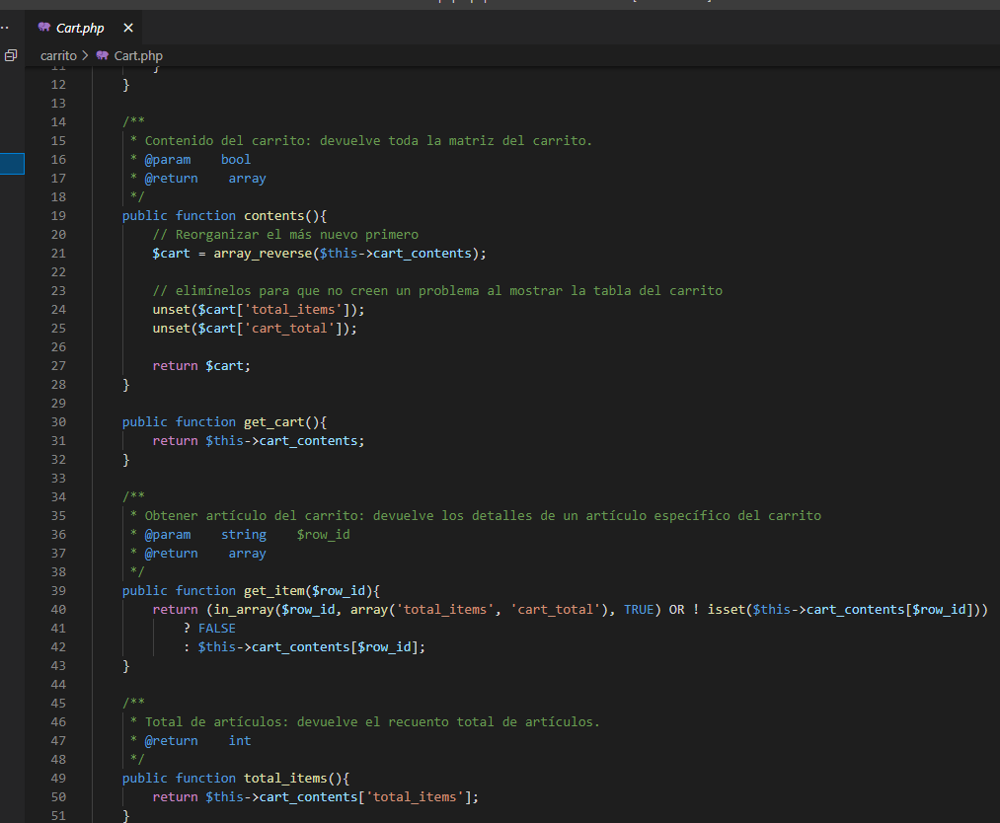 Cart.php ×
carrito > Cart.php
11 }
12 }
13
14 /**
15 * Contenido del carrito: devuelve toda la matriz del carrito.
16 * @param bool
17 * @return array
18 */
19 public function contents(){
20 // Reorganizar el más nuevo primero
21 $cart = array_reverse($this->cart_contents);
22
23 // elimínelos para que no creen un problema al mostrar la tabla del carrito
24 unset($cart['total_items']);
25 unset($cart['cart_total']);
26
27 return $cart;
28 }
29
30 public function get_cart(){
31 return $this->cart_contents;
32 }
33
34 /**
35 * Obtener artículo del carrito: devuelve los detalles de un artículo específico del carrito
36 * @param string $row_id
37 * @return array
38 */
39 public function get_item($row_id){
40 return (in_array($row_id, array('total_items', 'cart_total'), TRUE) OR ! isset($this->cart_contents[$row_id]))
41 ? FALSE
42 : $this->cart_contents[$row_id];
43 }
44
45 /**
46 * Total de artículos: devuelve el recuento total de artículos.
47 * @return int
48 */
49 public function total_items(){
50 return $this->cart_contents['total_items'];
51 }